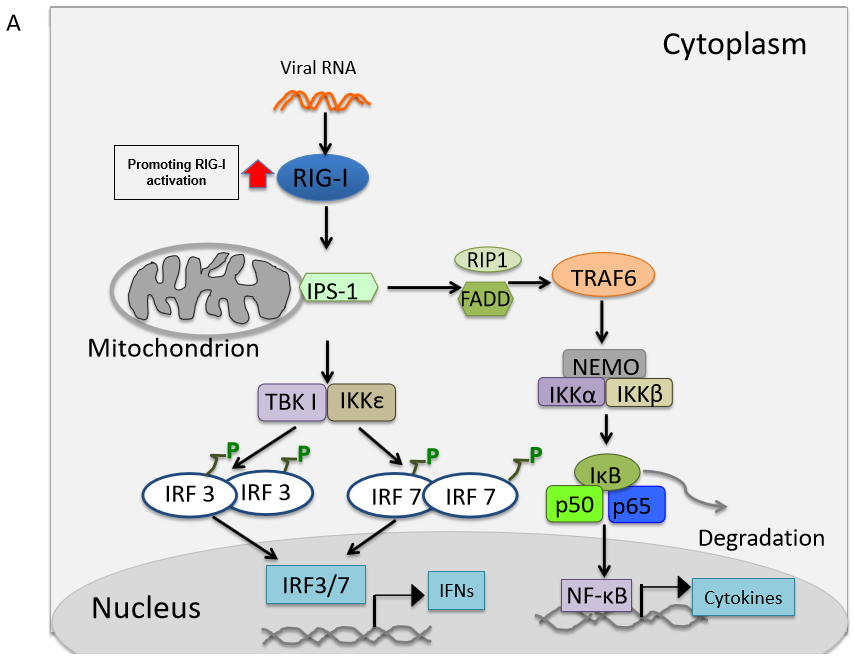 A
Cytoplasm
Viral RNA
Promoting RIG-I
activation
RIG-I
RIP1
FADD
TRAF6
IPS-1
Mitochondrion
NEMO
IKKα IKKβ
TBK I IKKε
P P P P
IRF 3 IRF 3 IRF 7 IRF 7
IκB
p50 p65
Degradation
Nucleus
IRF3/7
IFNs
NF-κB
Cytokines